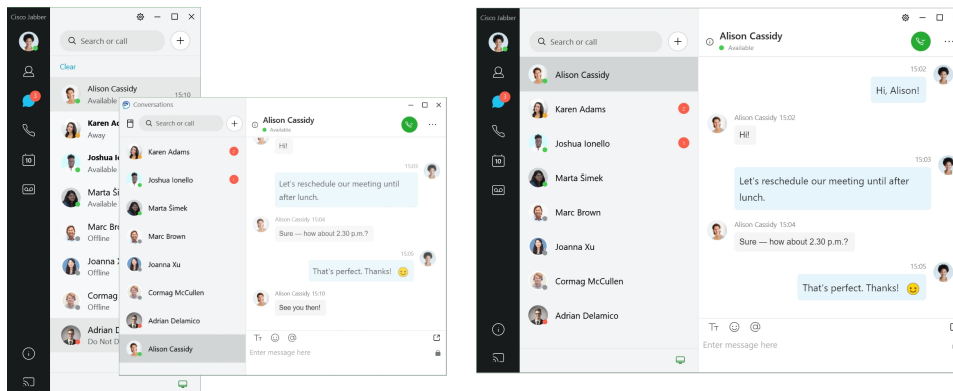 Cisco Jabber
Search or call
Clear
Alison Cassidy
Available
15:10
Karen Ad
Away
Joshua I
Available
Marta Ši
Available
Marc Bro
Offline
Joanna
Offline
Cormag
Offline
Adrian D
Do Not D
3
10
Conversations
Search or call
Karen Adams
Joshua Ionello
Marta Šimek
Marc Brown
Joanna Xu
Cormag McCullen
Adrian Delamico
Alison Cassidy
Alison Cassidy
Available
Hi!
15:03
Let's reschedule our meeting until
after lunch.
Alison Cassidy 15:04
Sure — how about 2.30 p.m.?
15:05
That's perfect. Thanks!
Alison Cassidy 15:10
See you then!
Enter message here
Cisco Jabber
Search or call
3
10
Alison Cassidy
Karen Adams
Joshua Ionello
Marta Šimek
Marc Brown
Joanna Xu
Cormag McCullen
Adrian Delamico
Alison Cassidy
Available
15:02
Hi, Alison!
Alison Cassidy 15:02
Hi!
15:03
Let's reschedule our meeting until after
lunch.
Alison Cassidy 15:04
Sure — how about 2.30 p.m.?
15:05
That's perfect. Thanks!
Enter message here